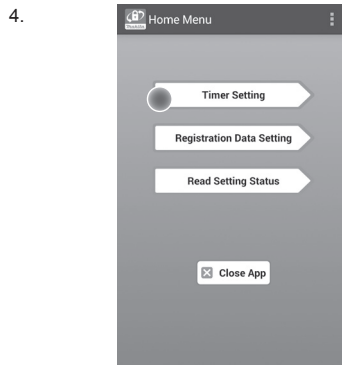 4.
Home Menu
Timer Setting
Registration Data Setting
Read Setting Status
Close App